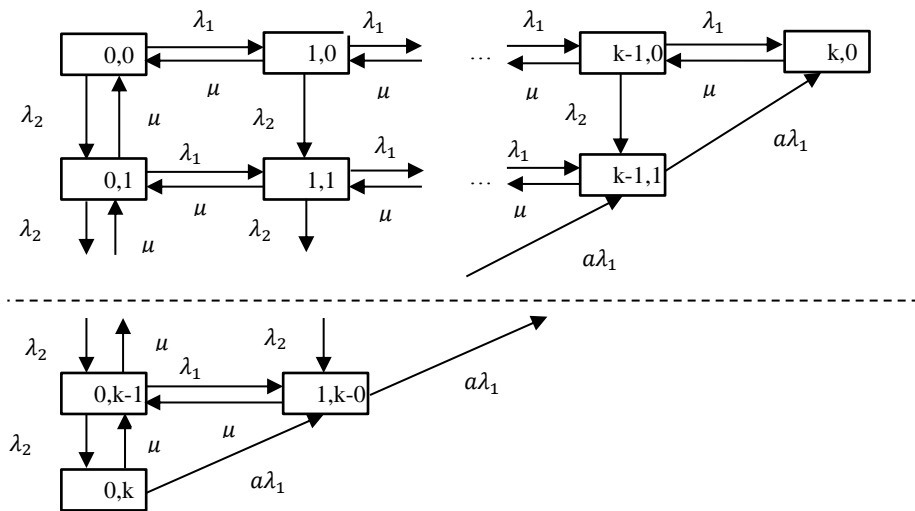 λ₁ λ₁ λ₁ λ₁
0,0 1,0 ... k-1,0 k,0
μ μ μ μ
λ₂ μ λ₂ λ₂
λ₁ λ₁ λ₁ aλ₁
0,1 1,1 ... k-1,1
μ μ μ
λ₂ μ λ₂ aλ₁
λ₂ μ λ₂
λ₁ aλ₁
0,k-1 1,k-0
λ₂ μ μ
0,k aλ₁